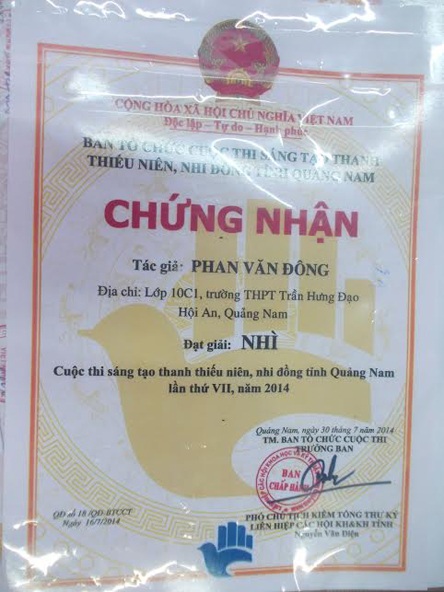 CỘNG HÒA XÃ HỘI CHỦ NGHĨA VIỆT NAM
Độc lập – Tự do – Hạnh phúc
BAN TỔ CHỨC CUỘC THI SÁNG TẠO THANH
THIẾU NIÊN, NHI ĐỒNG TỈNH QUẢNG NAM
CHỨNG NHẬN
Tác giả: PHAN VĂN ĐÔNG
Địa chỉ: Lớp 10C1, trường THPT Trần Hưng Đạo
Hội An, Quảng Nam
Đạt giải: NHÌ
Cuộc thi sáng tạo thanh thiếu niên, nhi đồng tỉnh Quảng Nam
lần thứ VII, năm 2014
Quảng Nam, ngày 30 tháng 7 năm 2014
TM. BAN TỔ CHỨC CUỘC THI
TRƯỞNG BAN
BAN
CHẤP HÀNH
QĐ số 18 /QĐ-BTCCT
Ngày 16/7/2014
PHÓ CHỦ TỊCH KIÊM TỔNG THƯ KÝ
LIÊN HIỆP CÁC HỘI KH&KH TỈNH
Nguyễn Văn Diệu